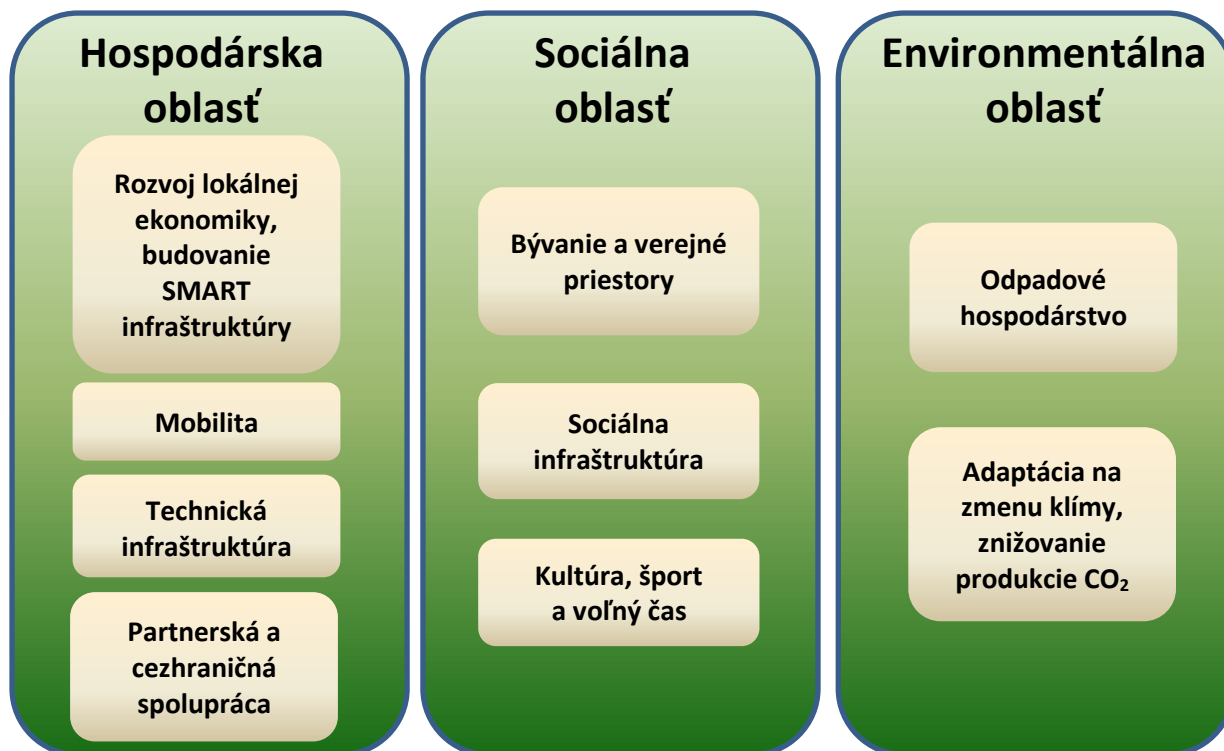 Hospodárska
oblasť
Rozvoj lokálnej
ekonomiky,
budovanie
SMART
infraštruktúry
Mobilita
Technická
infraštruktúra
Partnerská a
cezhraničná
spolupráca
Sociálna
oblasť
Bývanie a verejné
priestory
Sociálna
infraštruktúra
Kultúra, šport
a voľný čas
Environmentálna
oblasť
Odpadové
hospodárstvo
Adaptácia na
zmenu klímy,
znižovanie
produkcie CO₂